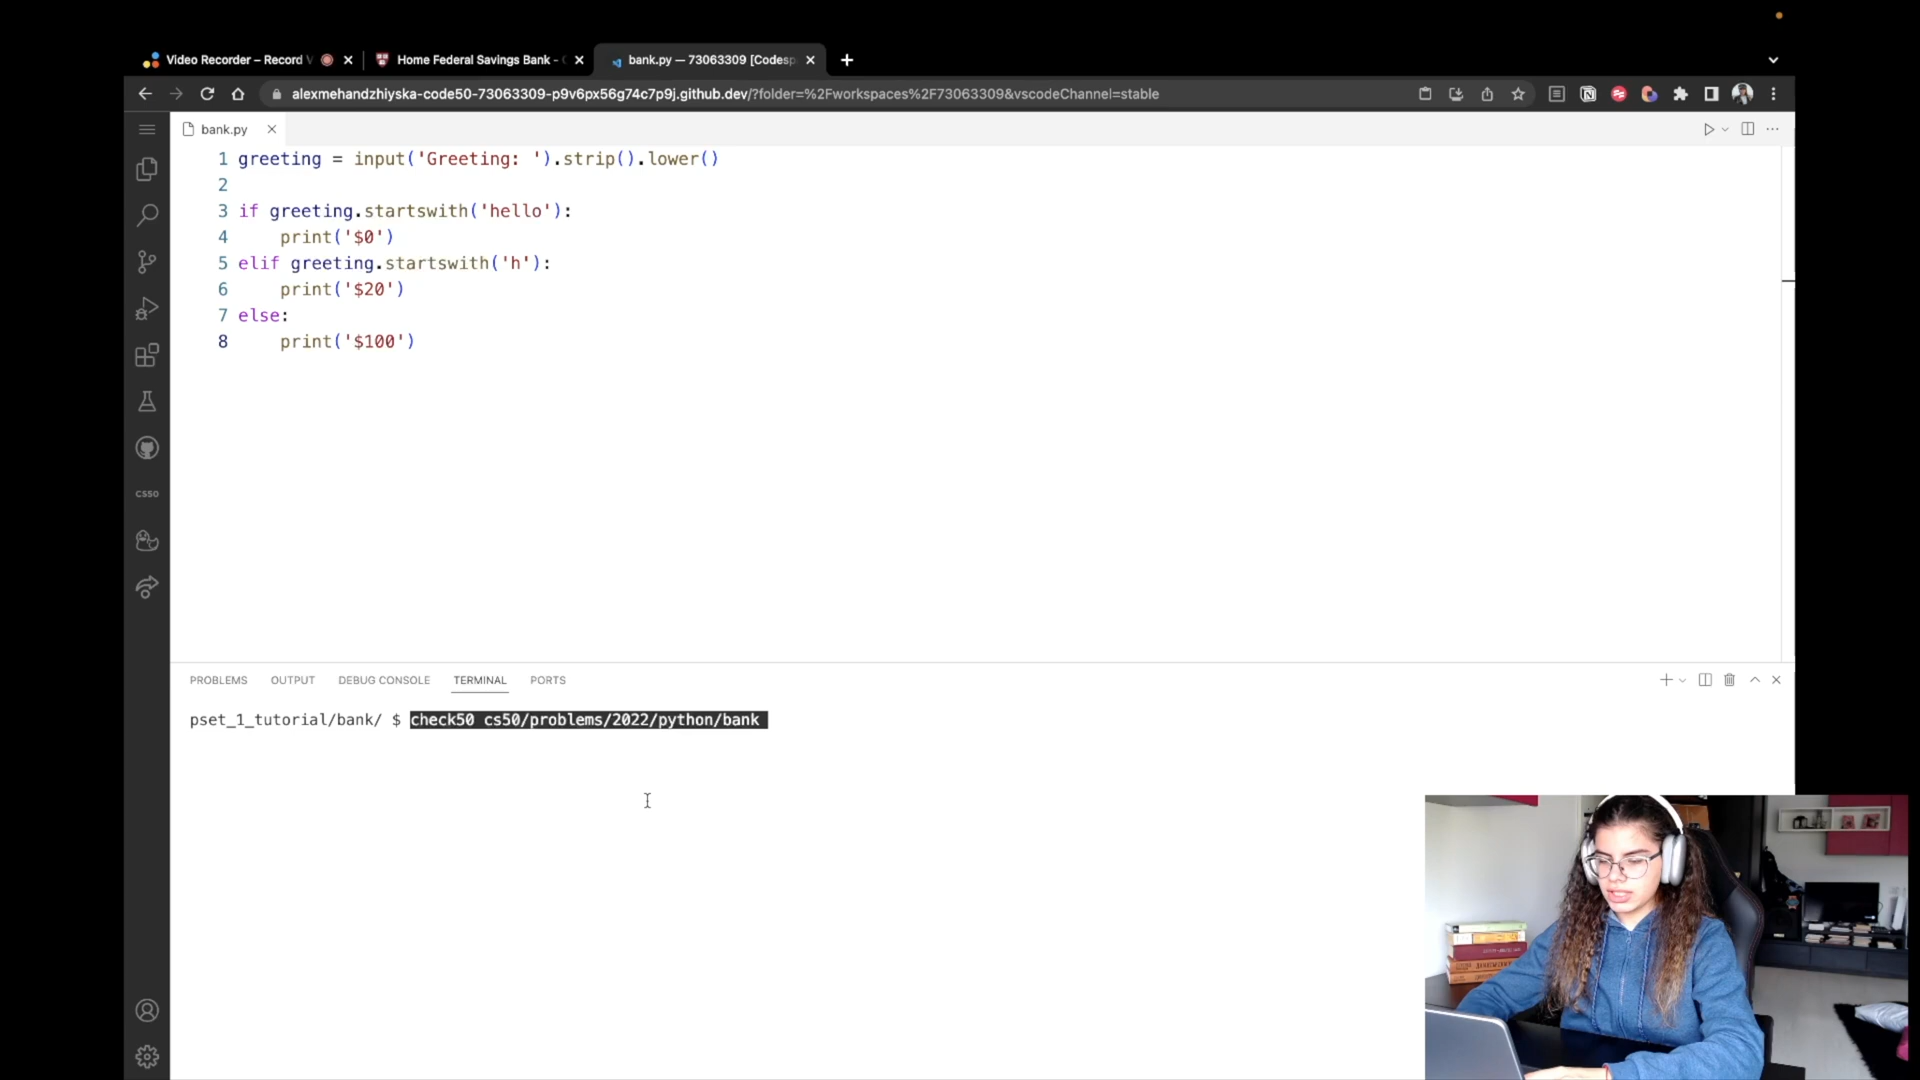 Video Recorder – Record V
Home Federal Savings Bank - C
bank.py — 73063309 [Codesp
alexmehandzhiyska-code50-73063309-p9v6px56g74c7p9j.github.dev/?folder=%2Fworkspaces%2F73063309&vscodeChannel=stable
bank.py
1 greeting = input('Greeting: ').strip().lower()
2
3 if greeting.startswith('hello'):
4 print('$0')
5 elif greeting.startswith('h'):
6 print('$20')
7 else:
8 print('$100')
CS50
PROBLEMS OUTPUT DEBUG CONSOLE TERMINAL PORTS
pset_1_tutorial/bank/ $ check50 cs50/problems/2022/python/bank